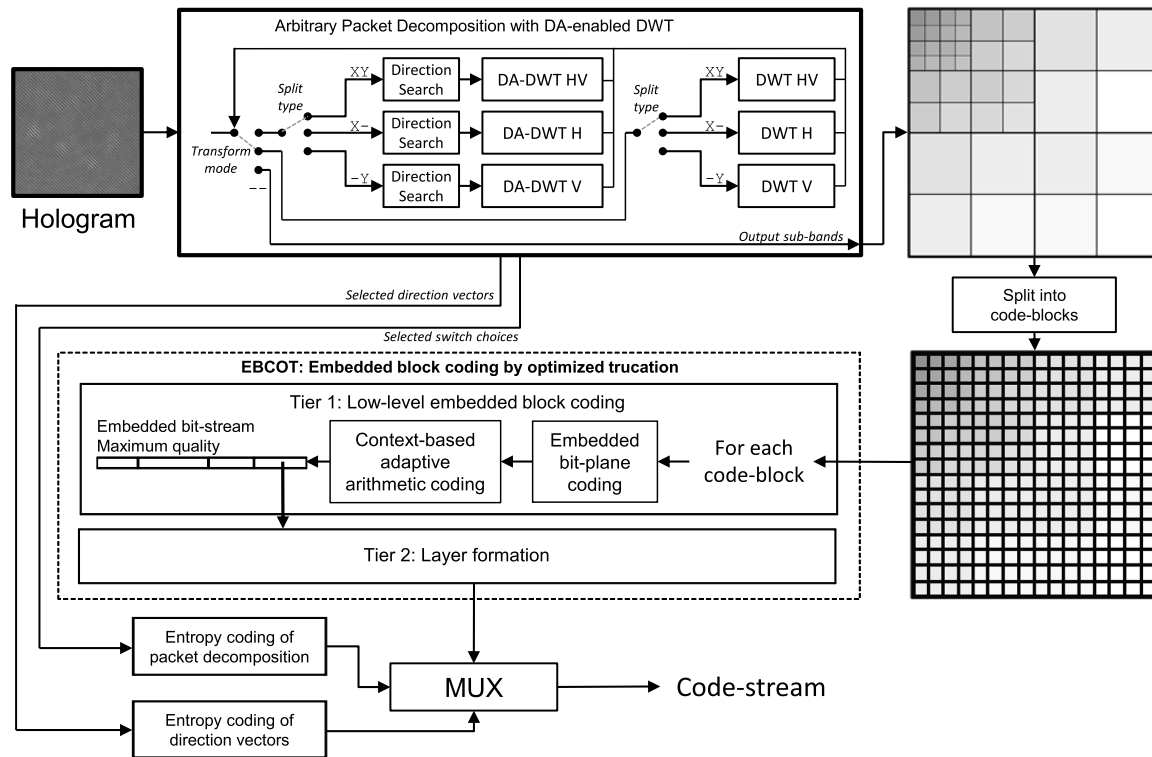 Arbitrary Packet Decomposition with DA-enabled DWT
Hologram
Transform
mode
--
Split
type
XY
X-
-Y
Direction
Search
DA-DWT HV
Direction
Search
DA-DWT H
Direction
Search
DA-DWT V
Split
type
XY
X-
-Y
DWT HV
DWT H
DWT V
Output sub-bands
Split into
code-blocks
Selected direction vectors
Selected switch choices
EBCOT: Embedded block coding by optimized trucation
Tier 1: Low-level embedded block coding
Embedded bit-stream
Maximum quality
Context-based
adaptive
arithmetic coding
Embedded
bit-plane
coding
For each
code-block
Tier 2: Layer formation
Entropy coding of
packet decomposition
Entropy coding of
direction vectors
MUX
Code-stream